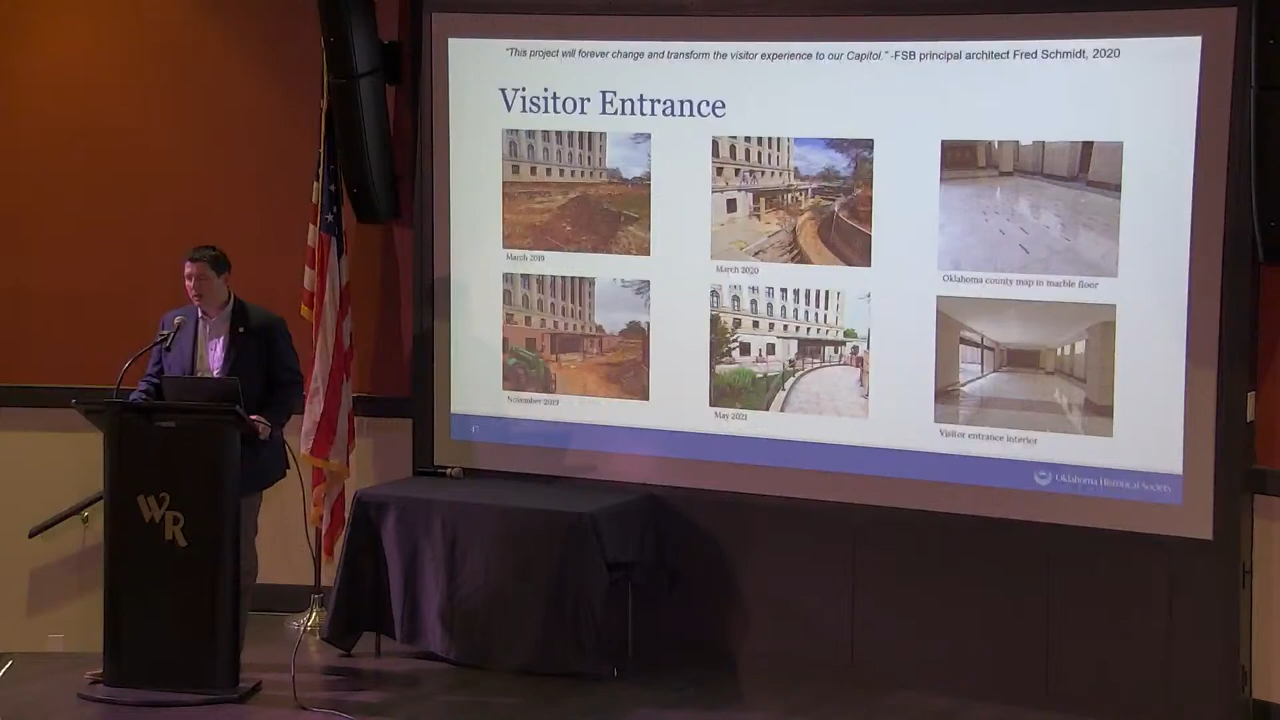 "This project will forever change and transform the visitor experience to our Capitol." -FSB principal architect Fred Schmidt, 2020
Visitor Entrance
March 2019
March 2020
Oklahoma county map in marble floor
November 2019
May 2021
Visitor entrance interior
47
Oklahoma Historical Society
WR